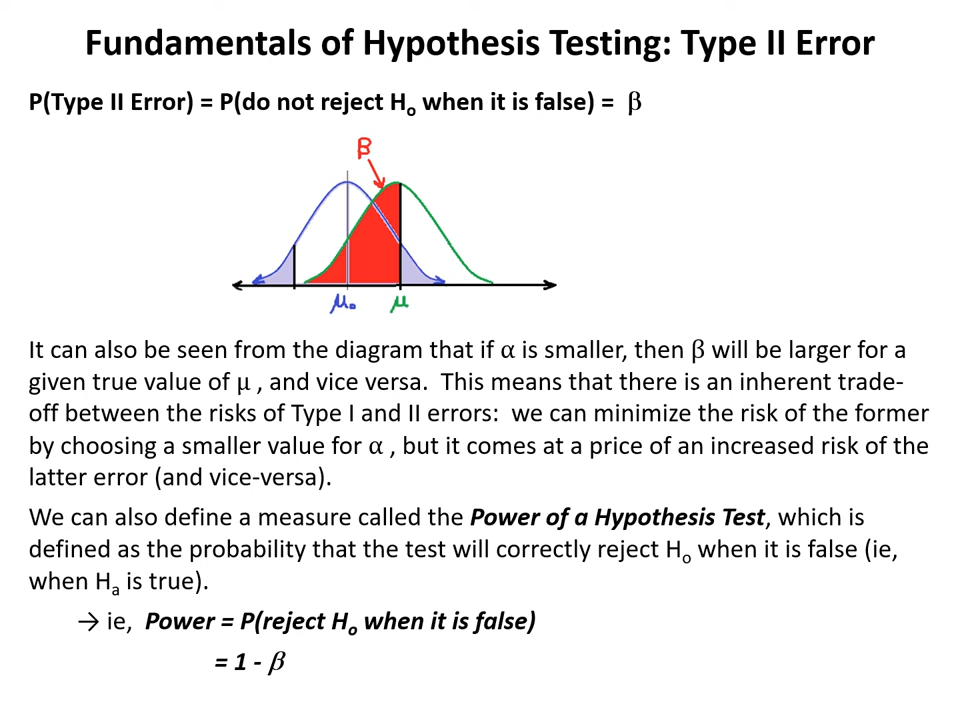 Fundamentals of Hypothesis Testing: Type II Error
P(Type II Error) = P(do not reject Ho when it is false) = β
β
μo μ
It can also be seen from the diagram that if α is smaller, then β will be larger for a
given true value of μ , and vice versa. This means that there is an inherent trade-
off between the risks of Type I and II errors: we can minimize the risk of the former
by choosing a smaller value for α , but it comes at a price of an increased risk of the
latter error (and vice-versa).
We can also define a measure called the Power of a Hypothesis Test, which is
defined as the probability that the test will correctly reject Ho when it is false (ie,
when Ha is true).
→ ie, Power = P(reject Ho when it is false)
= 1 - β